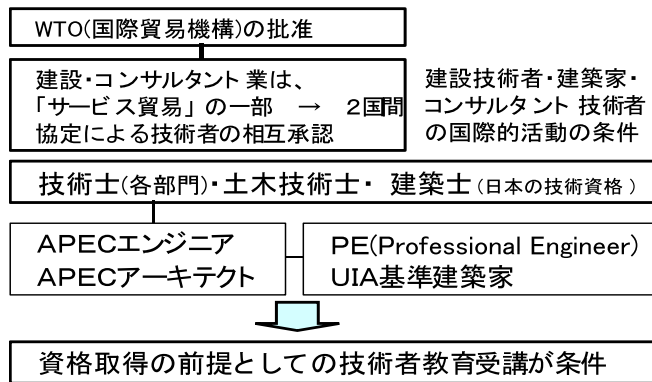 WTO(国際貿易機構)の批准
建設・コンサルタント業は、
「サービス貿易」の一部 → 2国間
協定による技術者の相互承認
建設技術者・建築家・
コンサルタント技術者
の国際的活動の条件
技術士(各部門)・土木技術士・ 建築士(日本の技術資格)
APECエンジニア
APECアーキテクト
PE(Professional Engineer)
UIA基準建築家
資格取得の前提としての技術者教育受講が条件